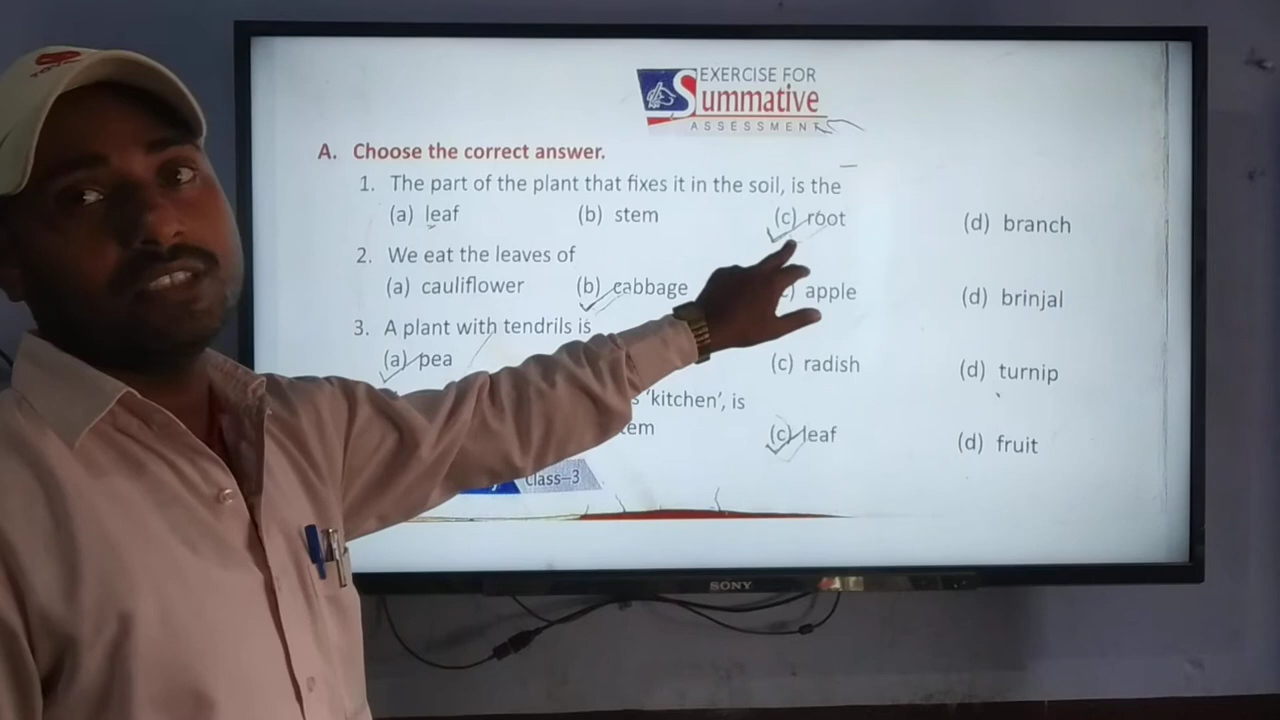 EXERCISE FOR
Summative
ASSESSMENT
A. Choose the correct answer.
1. The part of the plant that fixes it in the soil, is the
(a) leaf (b) stem (c) root (d) branch
2. We eat the leaves of
(a) cauliflower (b) cabbage apple (d) brinjal
3. A plant with tendrils is
(a) pea (c) radish (d) turnip
'kitchen', is
(c) leaf (d) fruit
Class–3
SONY